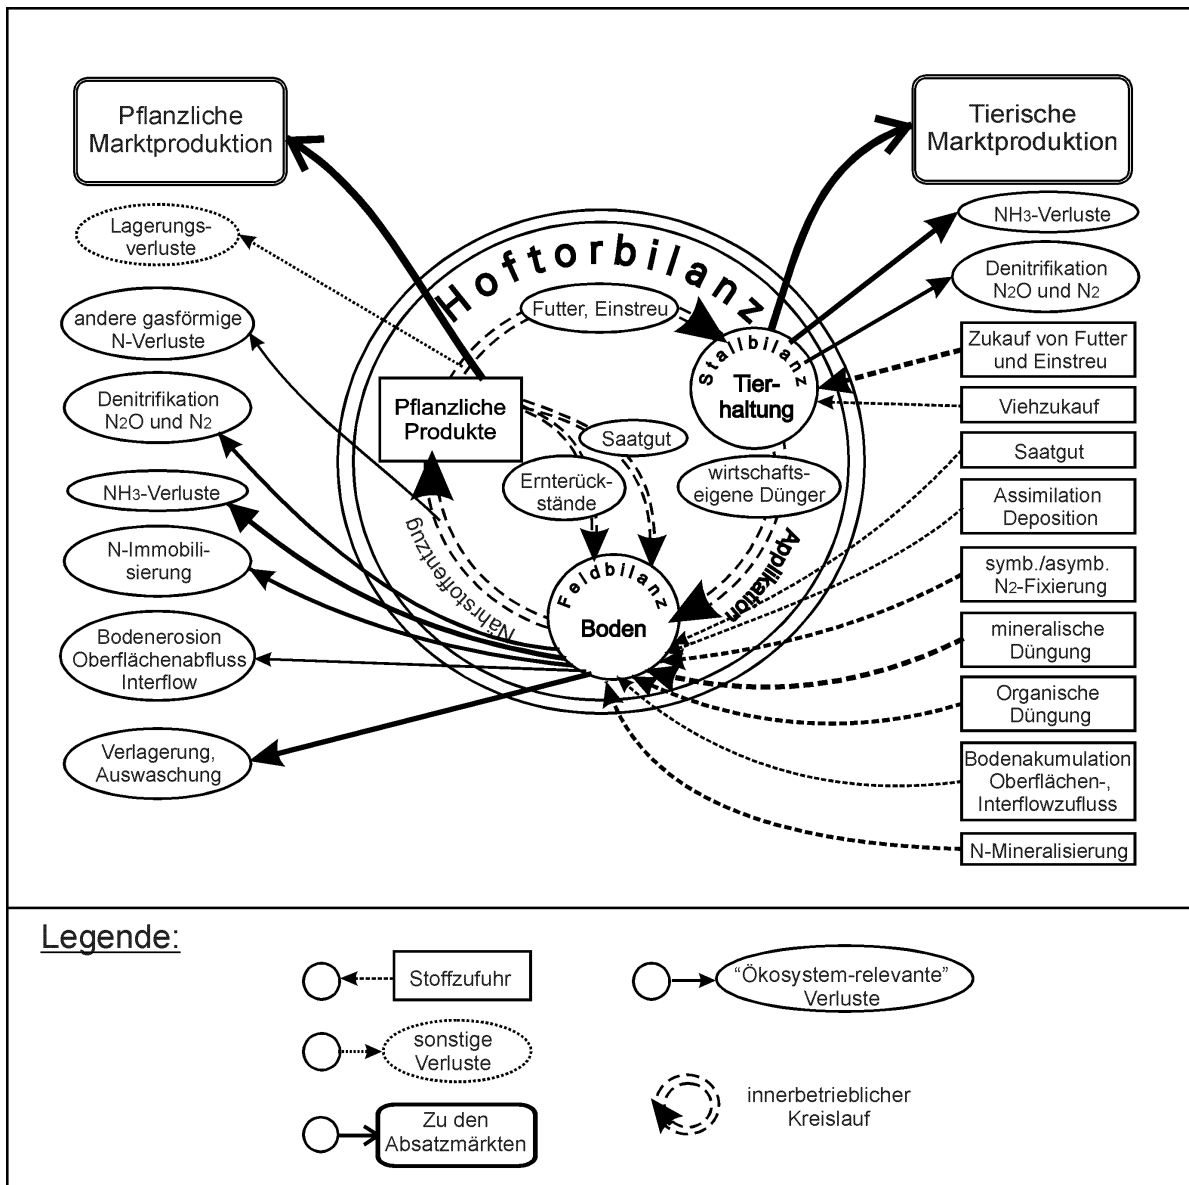 Pflanzliche
Marktproduktion
Tierische
Marktproduktion
Lagerungs-
verluste
andere gasförmige
N-Verluste
Denitrifikation
N2O und N2
NH3-Verluste
N-Immobili-
sierung
Bodenerosion
Oberflächenabfluss
Interflow
Verlagerung,
Auswaschung
Hoftorbilanz
Futter, Einstreu
Stallbilanz
Tier-
haltung
Pflanzliche
Produkte
Saatgut
Ernterück-
stände
wirtschafts-
eigene Dünger
Nährstoffentzug
Applikation
Feldbilanz
Boden
NH3-Verluste
Denitrifikation
N2O und N2
Zukauf von Futter
und Einstreu
Viehzukauf
Saatgut
Assimilation
Deposition
symb./asymb.
N2-Fixierung
mineralische
Düngung
Organische
Düngung
Bodenakumulation
Oberflächen-,
Interflowzufluss
N-Mineralisierung
Legende:
Stoffzufuhr
sonstige
Verluste
Zu den
Absatzmärkten
“Ökosystem-relevante”
Verluste
innerbetrieblicher
Kreislauf